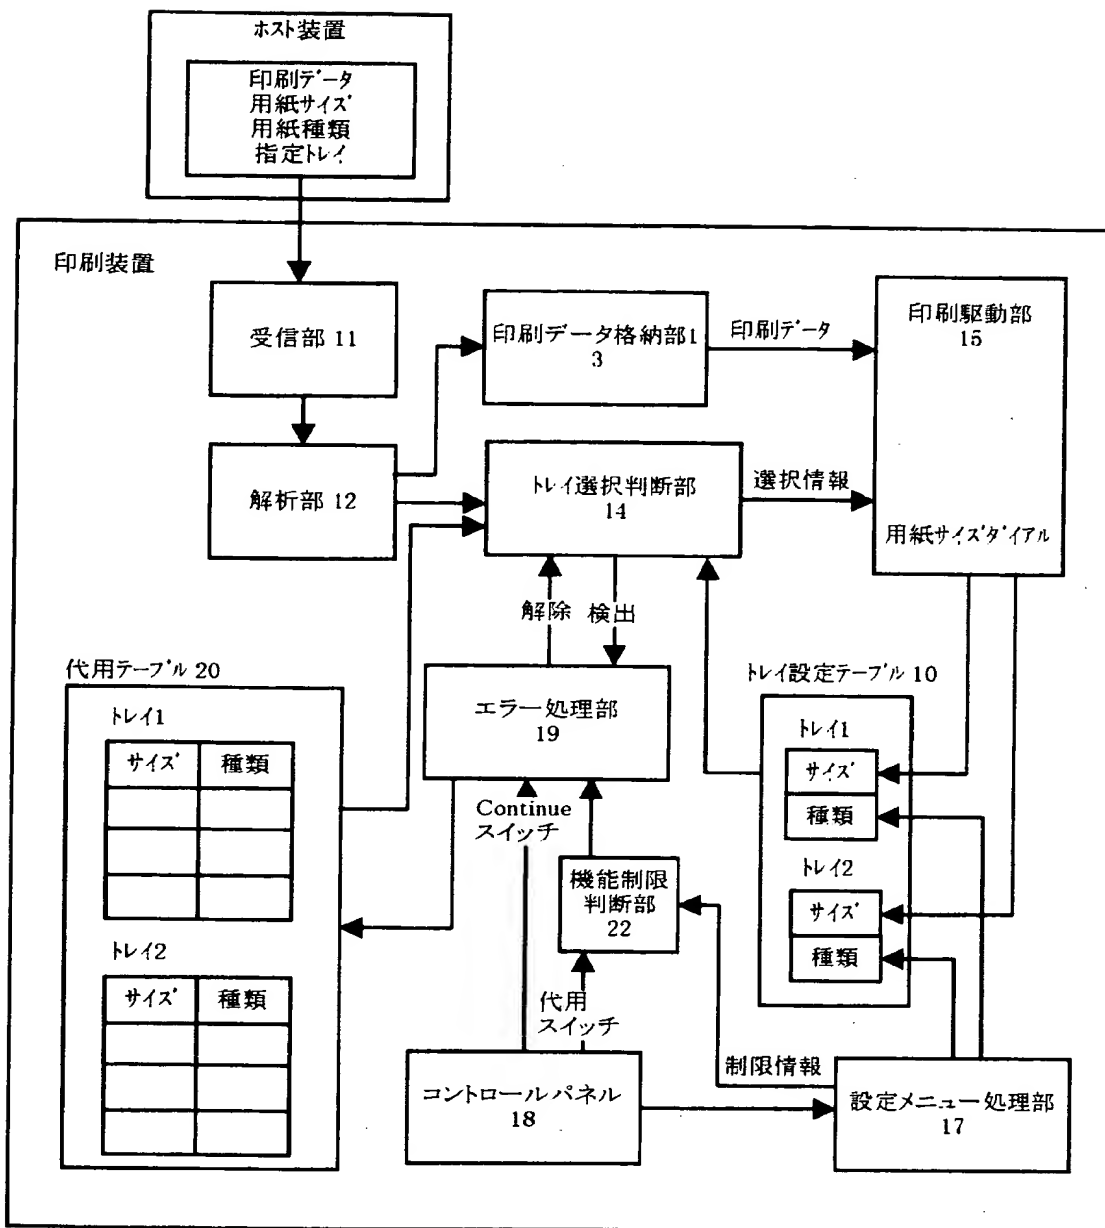 ホスト装置
印刷データ
用紙サイズ
用紙種類
指定トレイ
印刷装置
受信部 11
印刷データ格納部1
3
印刷データ
印刷駆動部
15
解析部 12
トレイ選択判断部
14
選択情報
用紙サイズダイアル
解除
検出
代用テーブル 20
トレイ1
サイズ
種類
トレイ2
サイズ
種類
エラー処理部
19
トレイ設定テーブル 10
トレイ1
サイズ
種類
トレイ2
サイズ
種類
Continue
スイッチ
機能制限
判断部
22
代用
スイッチ
制限情報
コントロールパネル
18
設定メニュー処理部
17